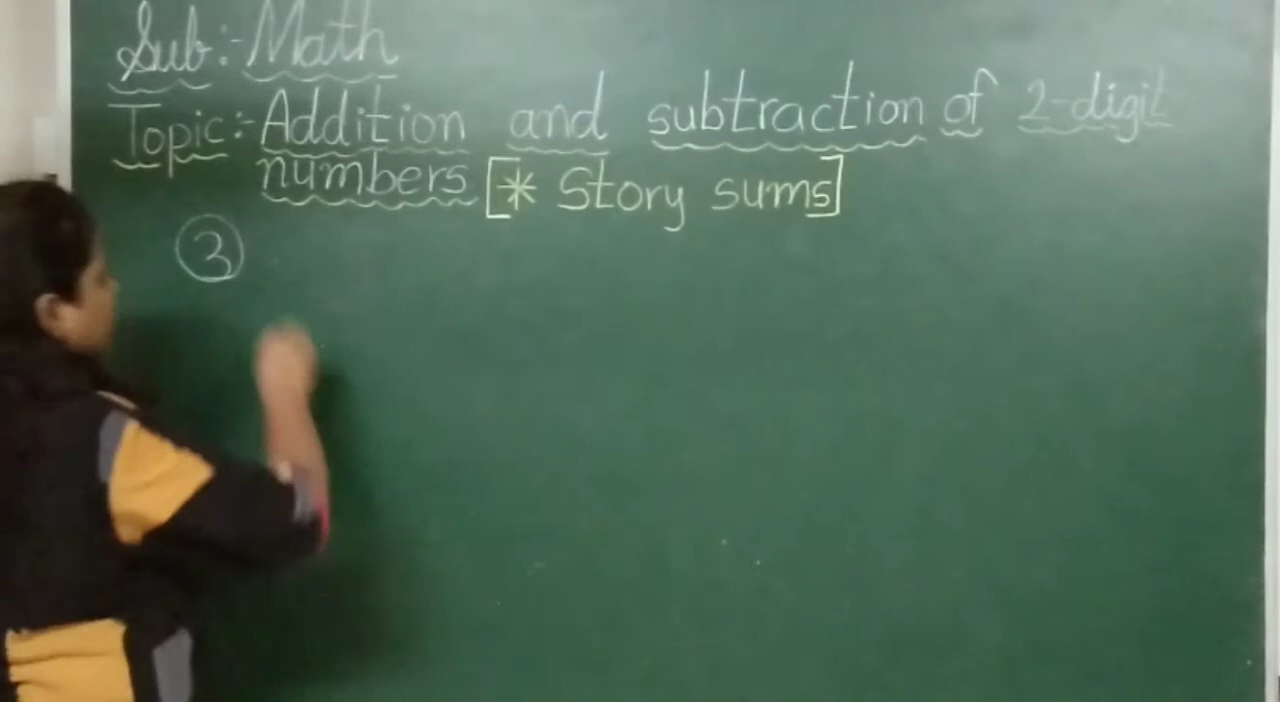 Sub:- Math
Topic:- Addition and subtraction of 2-digit
numbers [* Story sums]
3